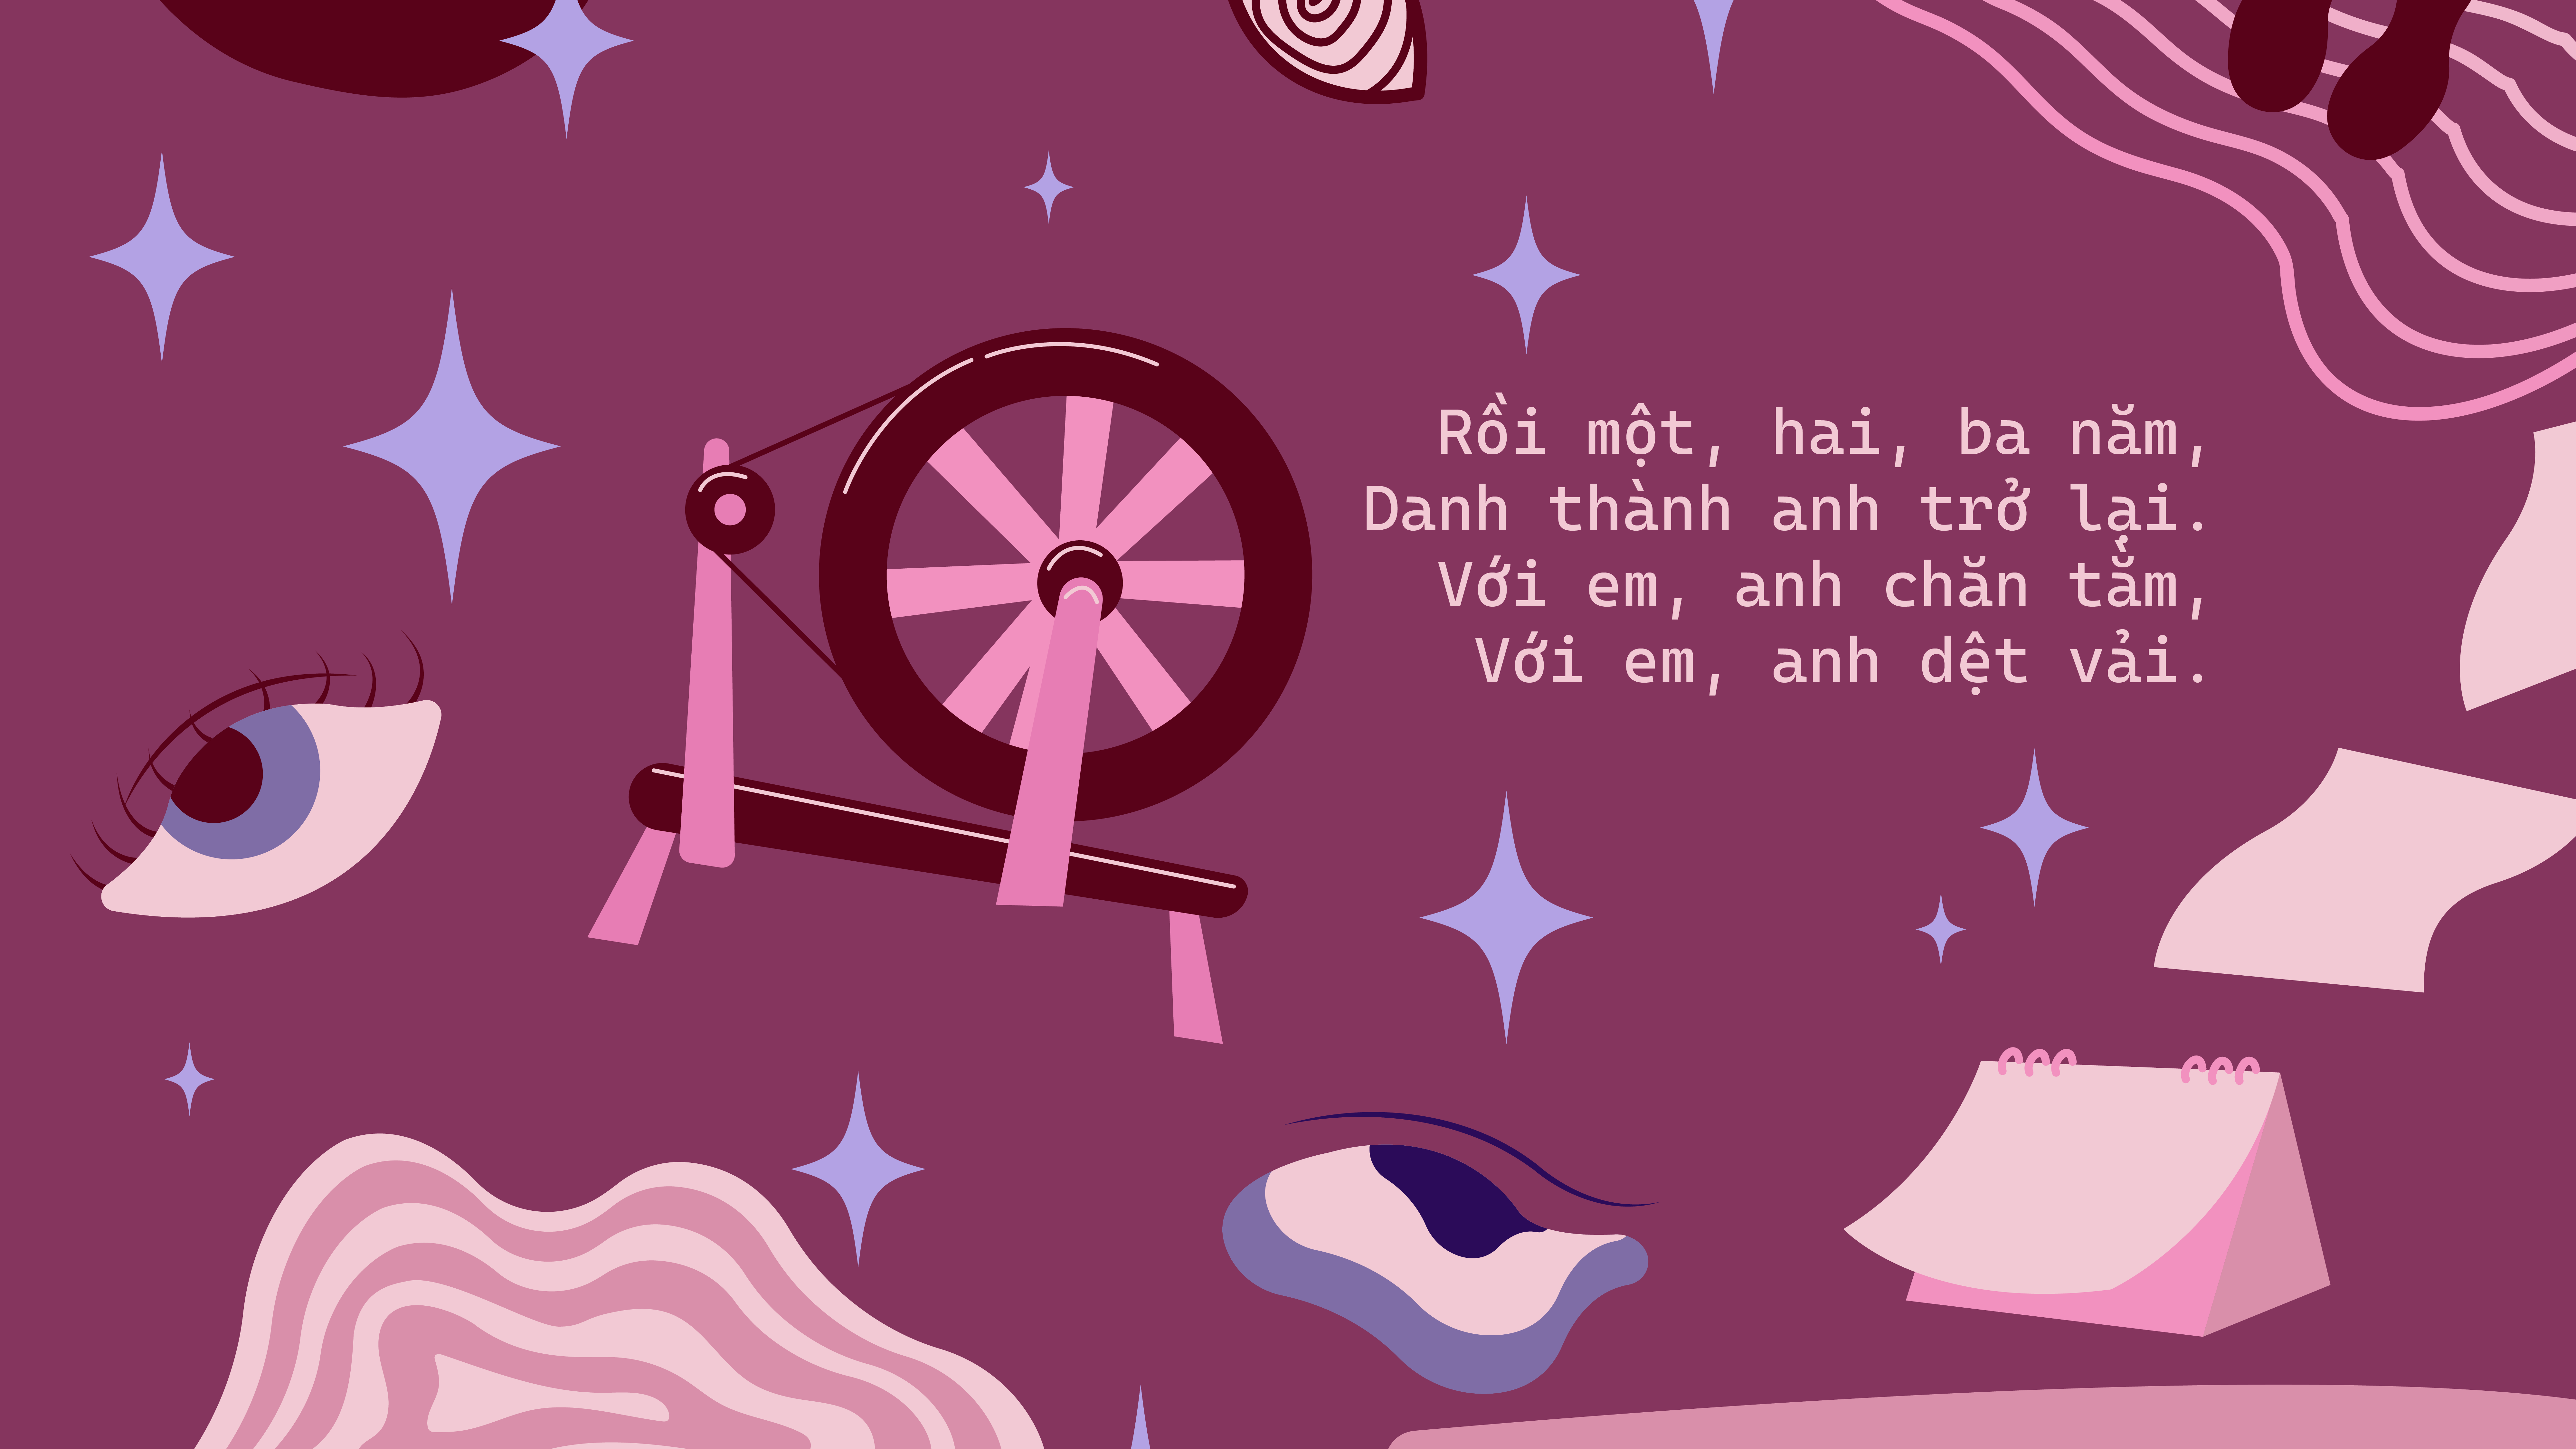 Rồi một, hai, ba năm,
Danh thành anh trở lại.
Với em, anh chăn tằm,
Với em, anh dệt vải.